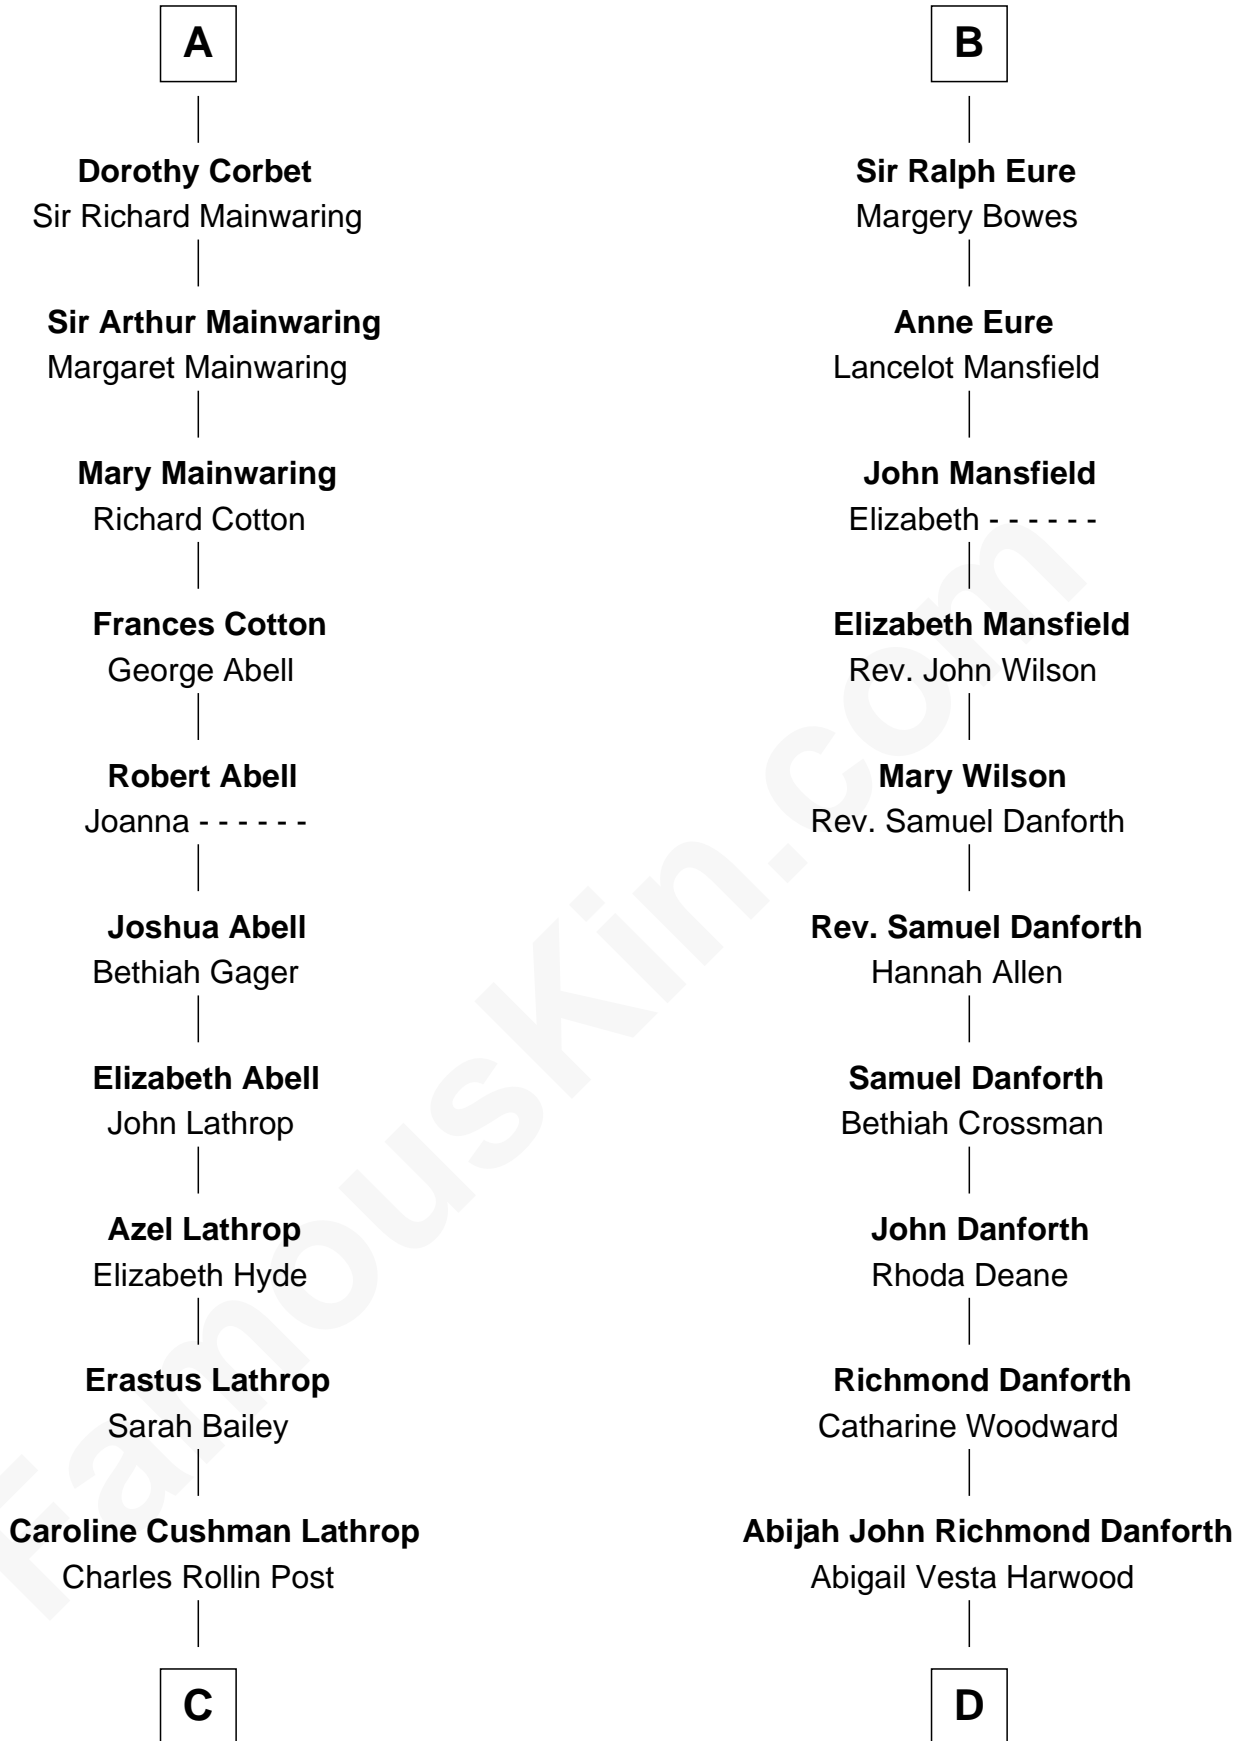 A
Dorothy Corbet
Sir Richard Mainwaring
Sir Arthur Mainwaring
Margaret Mainwaring
Mary Mainwaring
Richard Cotton
Frances Cotton
George Abell
Robert Abell
Joanna - - - - - -
Joshua Abell
Bethiah Gager
Elizabeth Abell
John Lathrop
Azel Lathrop
Elizabeth Hyde
Erastus Lathrop
Sarah Bailey
Caroline Cushman Lathrop
Charles Rollin Post
C
B
Sir Ralph Eure
Margery Bowes
Anne Eure
Lancelot Mansfield
John Mansfield
Elizabeth - - - - - -
Elizabeth Mansfield
Rev. John Wilson
Mary Wilson
Rev. Samuel Danforth
Rev. Samuel Danforth
Hannah Allen
Samuel Danforth
Bethiah Crossman
John Danforth
Rhoda Deane
Richmond Danforth
Catharine Woodward
Abijah John Richmond Danforth
Abigail Vesta Harwood
D
FamousKin.com